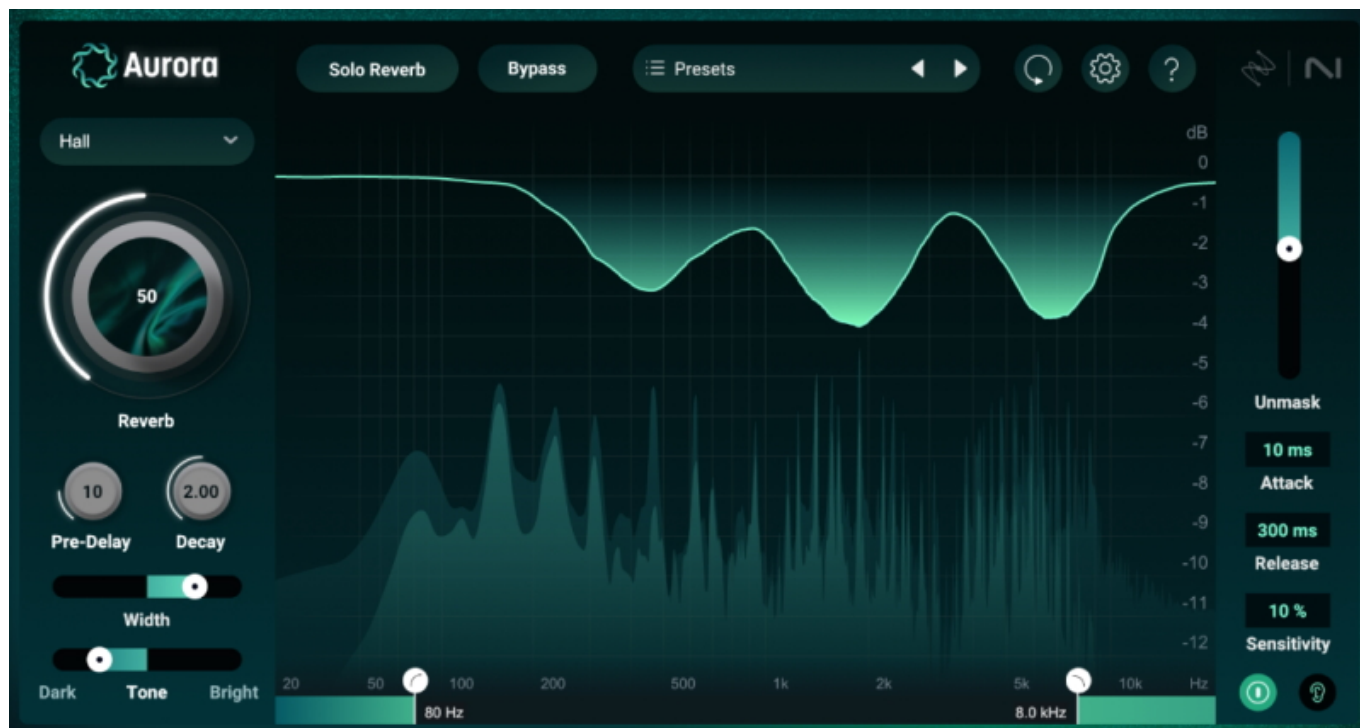 Aurora
Solo Reverb
Bypass
Presets
?
Hall
50
Reverb
10
2.00
Pre-Delay
Decay
Width
Dark
Tone
Bright
dB
0
-1
-2
-3
-4
-5
-6
-7
-8
-9
-10
-11
-12
20
50
100
200
500
1k
2k
5k
10k
Hz
80 Hz
8.0 kHz
Unmask
10 ms
Attack
300 ms
Release
10 %
Sensitivity